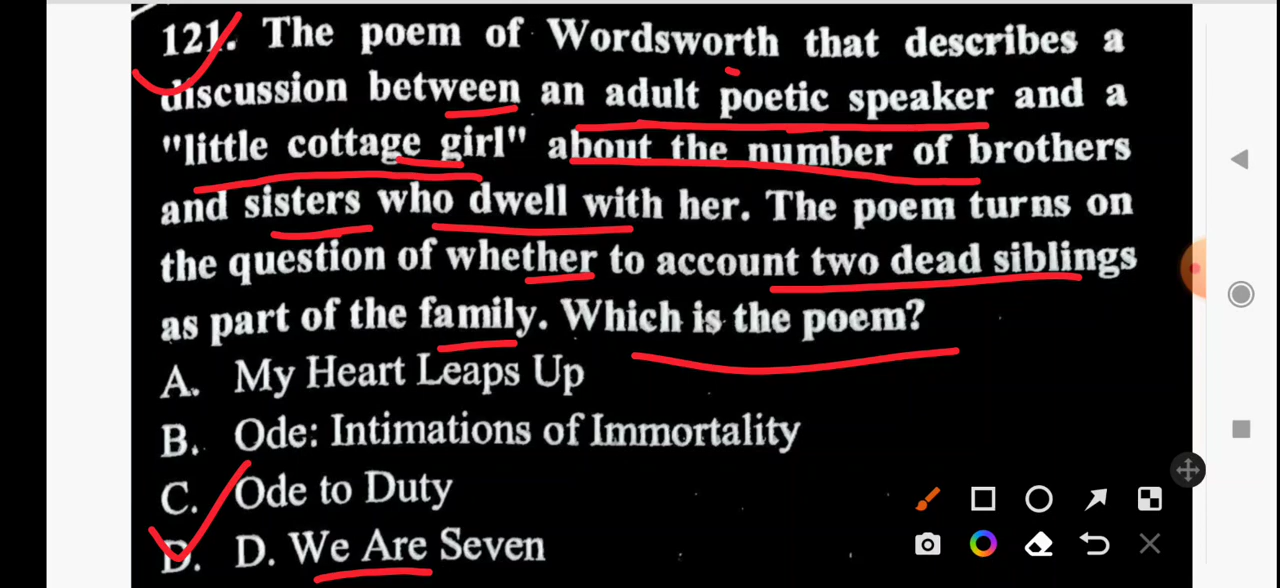 121. The poem of Wordsworth that describes a
discussion between an adult poetic speaker and a
"little cottage girl" about the number of brothers
and sisters who dwell with her. The poem turns on
the question of whether to account two dead siblings
as part of the family. Which is the poem?
A. My Heart Leaps Up
B. Ode: Intimations of Immortality
C. Ode to Duty
D. D. We Are Seven